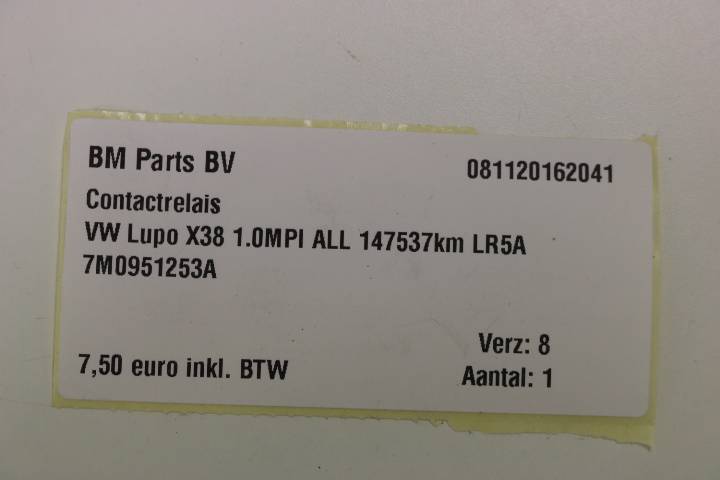 BM Parts BV 081120162041
Contactrelais
VW Lupo X38 1.0MPI ALL 147537km LR5A
7M0951253A
Verz: 8
7,50 euro inkl. BTW Aantal: 1